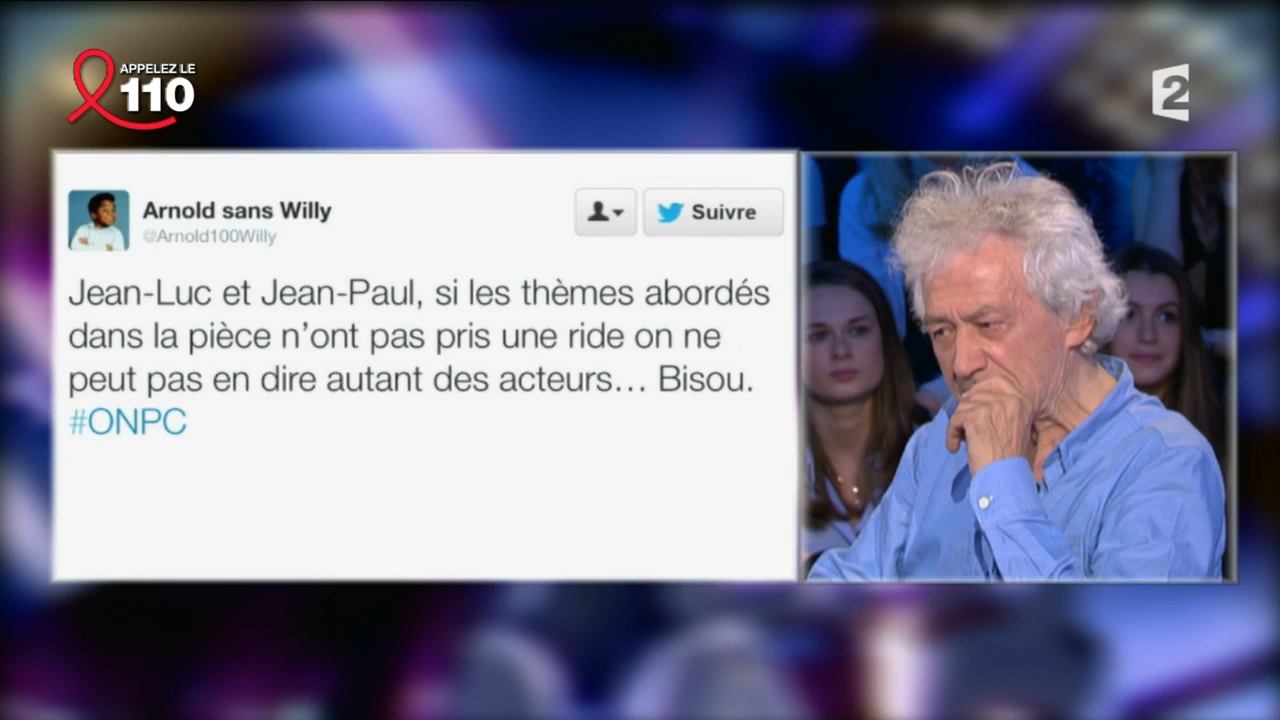 APPELEZ LE
110
2
Arnold sans Willy
@Arnold100Willy
Suivre
Jean-Luc et Jean-Paul, si les thèmes abordés
dans la pièce n’ont pas pris une ride on ne
peut pas en dire autant des acteurs… Bisou.
#ONPC